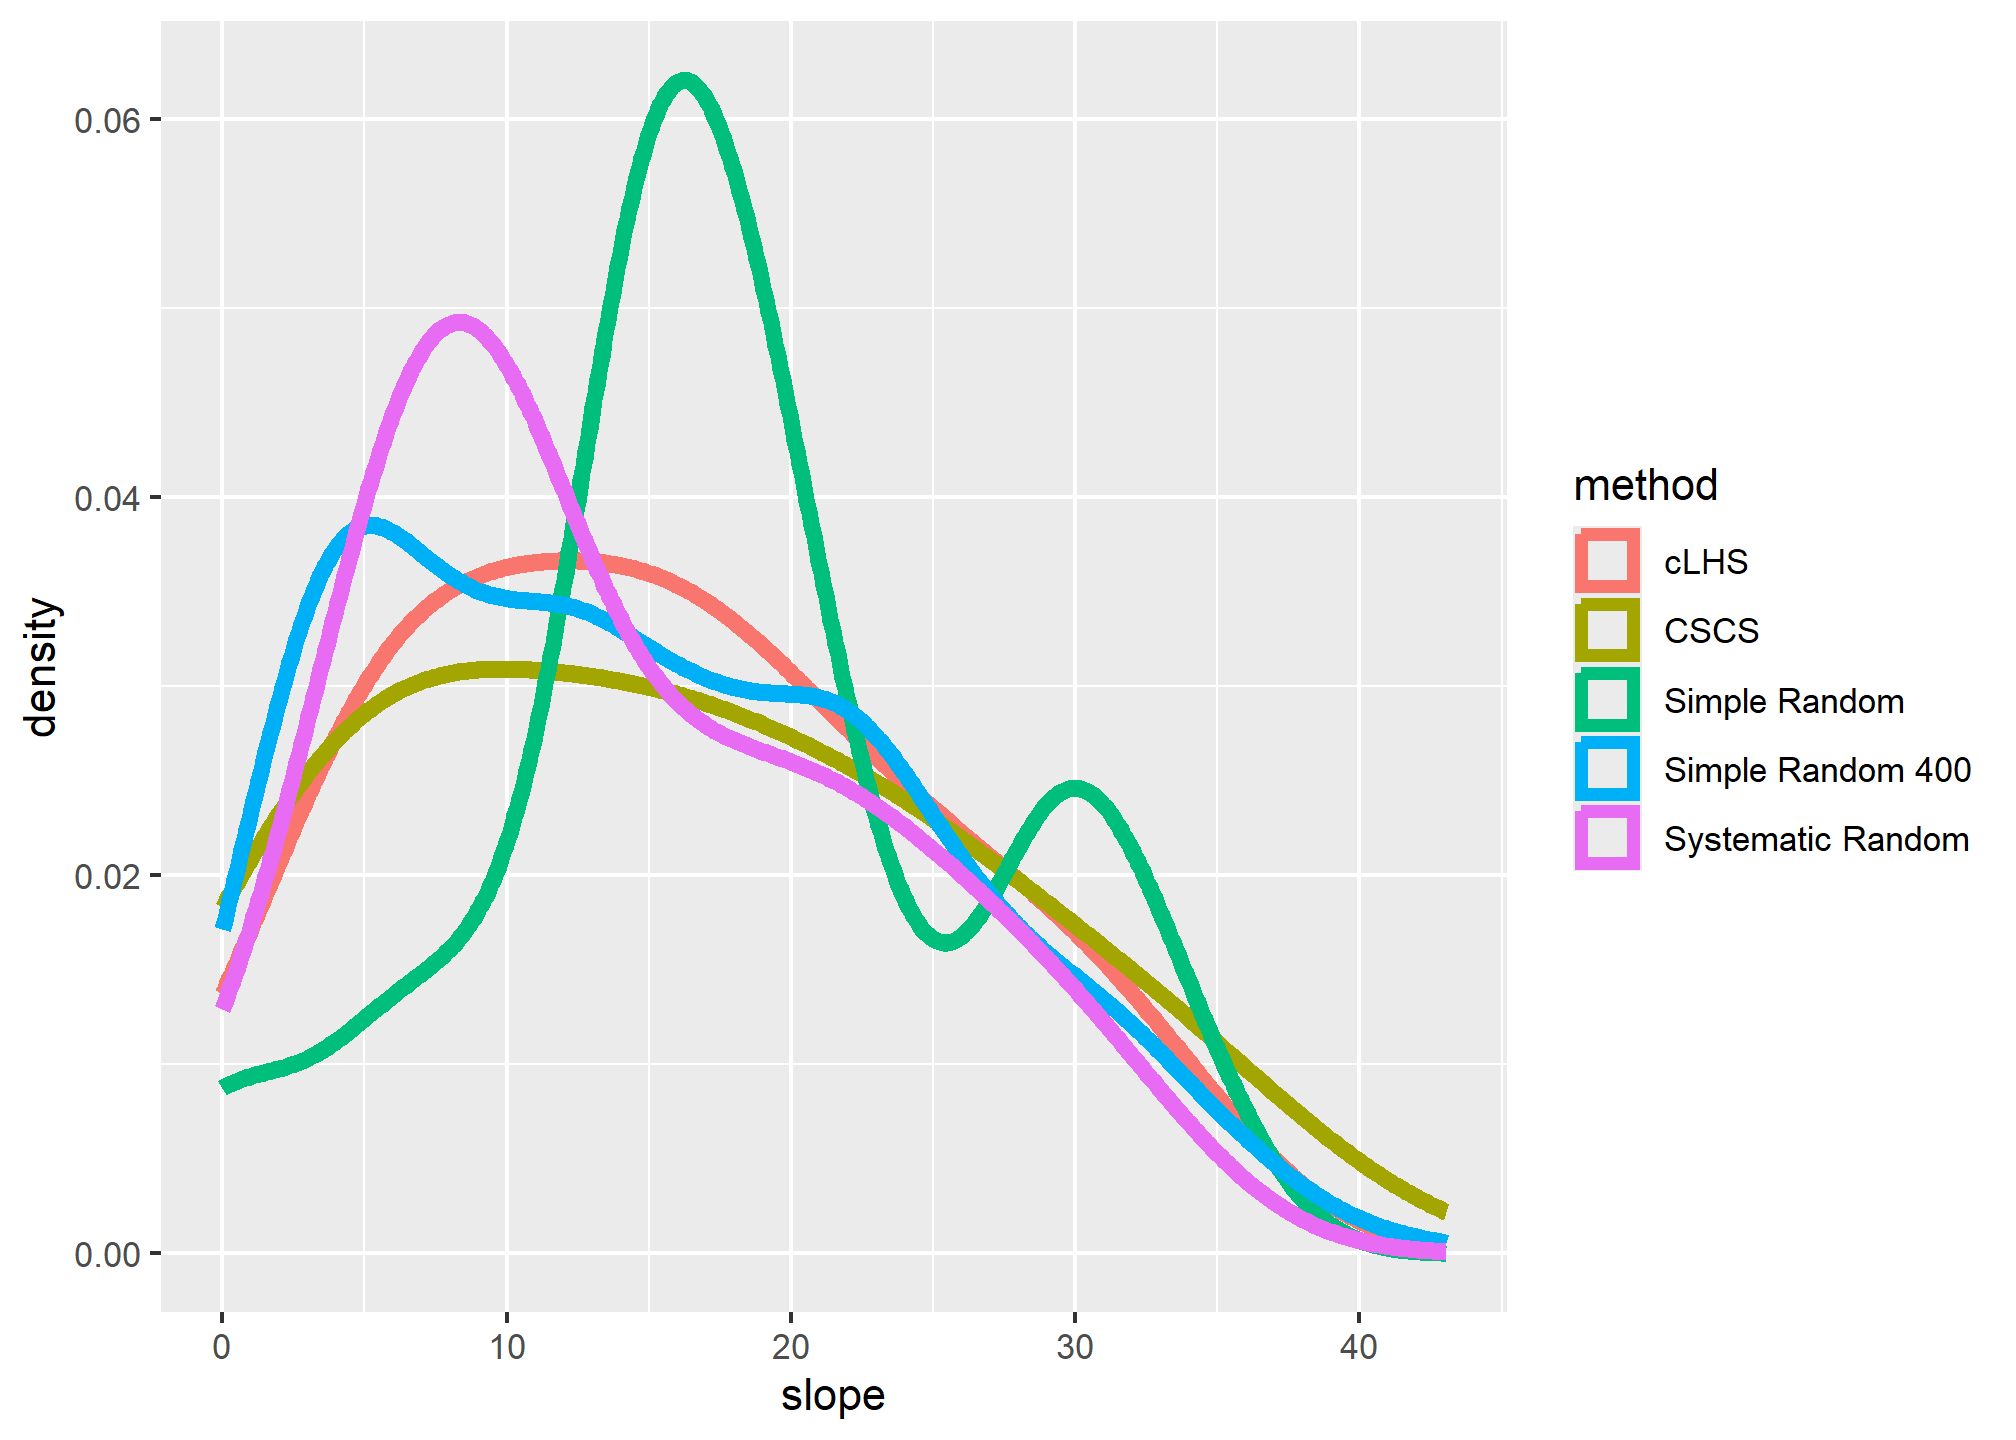 density
0.06
0.04
0.02
0.00
0 10 20 30 40
slope
method
cLHS
CSCS
Simple Random
Simple Random 400
Systematic Random